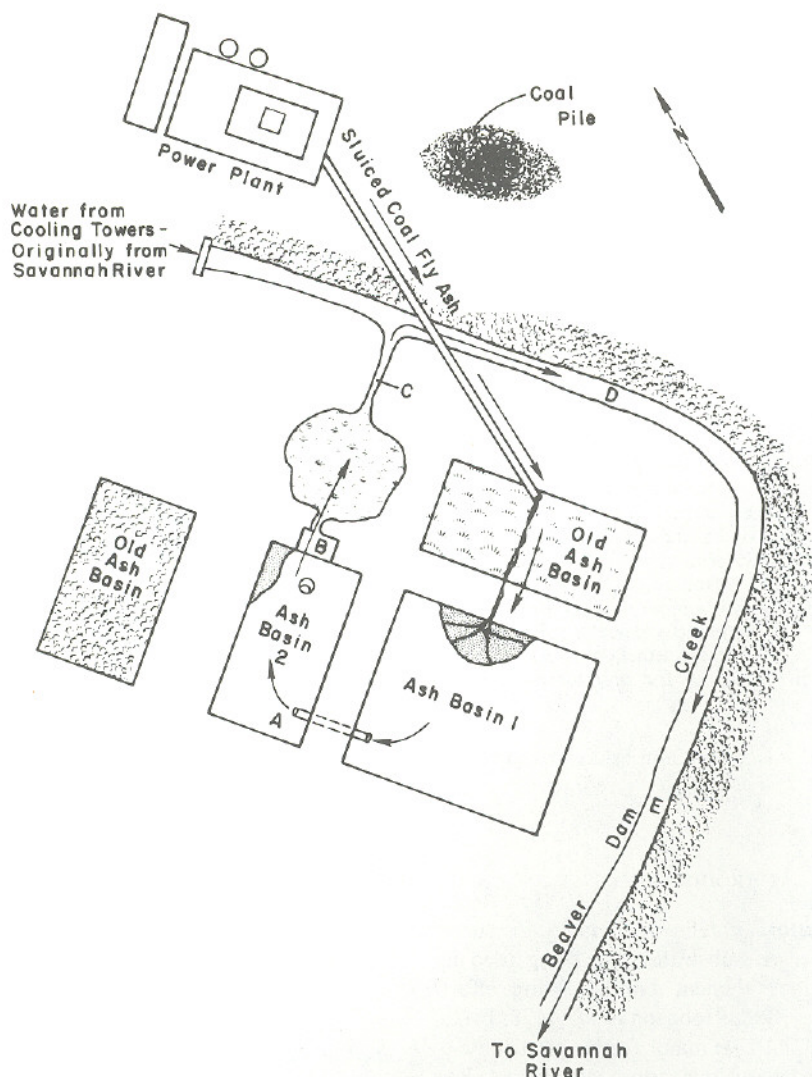 Coal
Pile
N
Power Plant
Sluiced Coal Fly Ash
Water from
Cooling Towers-
Originally from
Savannah River
C
D
B
Old
Ash
Basin
Old
Ash
Basin
Ash
Basin
2
A
Ash Basin 1
E
Beaver Dam Creek
To Savannah
River